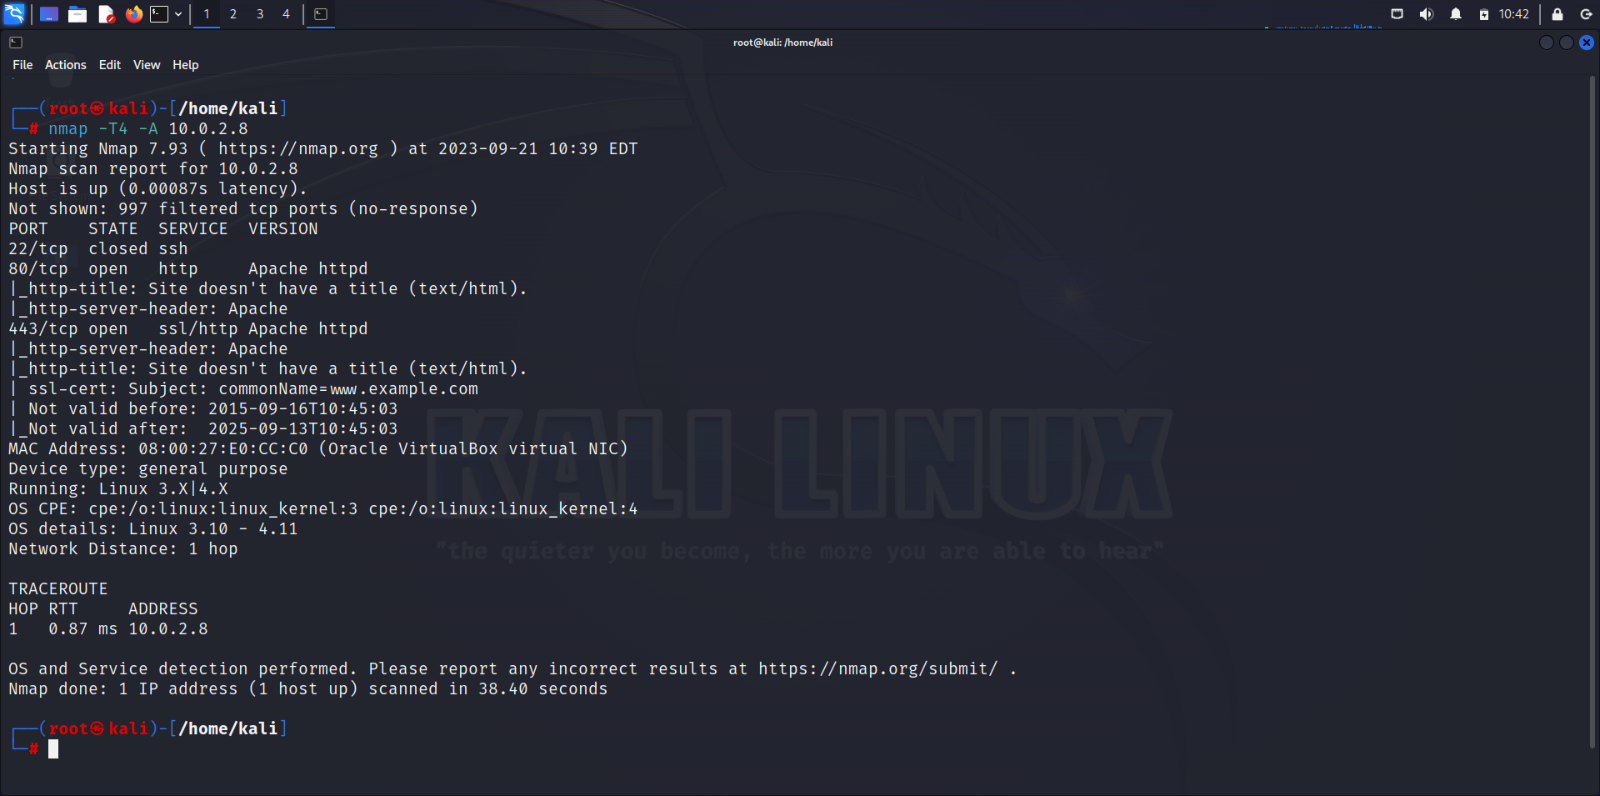 1 2 3 4 10:42
root@kali: /home/kali
File Actions Edit View Help
(root㉿kali)-[/home/kali]
# nmap -T4 -A 10.0.2.8
Starting Nmap 7.93 ( https://nmap.org ) at 2023-09-21 10:39 EDT
Nmap scan report for 10.0.2.8
Host is up (0.00087s latency).
Not shown: 997 filtered tcp ports (no-response)
PORT    STATE  SERVICE  VERSION
22/tcp  closed ssh
80/tcp  open   http     Apache httpd
|_http-title: Site doesn't have a title (text/html).
|_http-server-header: Apache
443/tcp open   ssl/http Apache httpd
|_http-server-header: Apache
|_http-title: Site doesn't have a title (text/html).
| ssl-cert: Subject: commonName=www.example.com
| Not valid before: 2015-09-16T10:45:03
|_Not valid after:  2025-09-13T10:45:03
MAC Address: 08:00:27:E0:CC:C0 (Oracle VirtualBox virtual NIC)
Device type: general purpose
Running: Linux 3.X|4.X
OS CPE: cpe:/o:linux:linux_kernel:3 cpe:/o:linux:linux_kernel:4
OS details: Linux 3.10 - 4.11
Network Distance: 1 hop
TRACEROUTE
HOP RTT     ADDRESS
1   0.87 ms 10.0.2.8
OS and Service detection performed. Please report any incorrect results at https://nmap.org/submit/ .
Nmap done: 1 IP address (1 host up) scanned in 38.40 seconds
(root㉿kali)-[/home/kali]
#
KALI LINUX
"the quieter you become, the more you are able to hear"